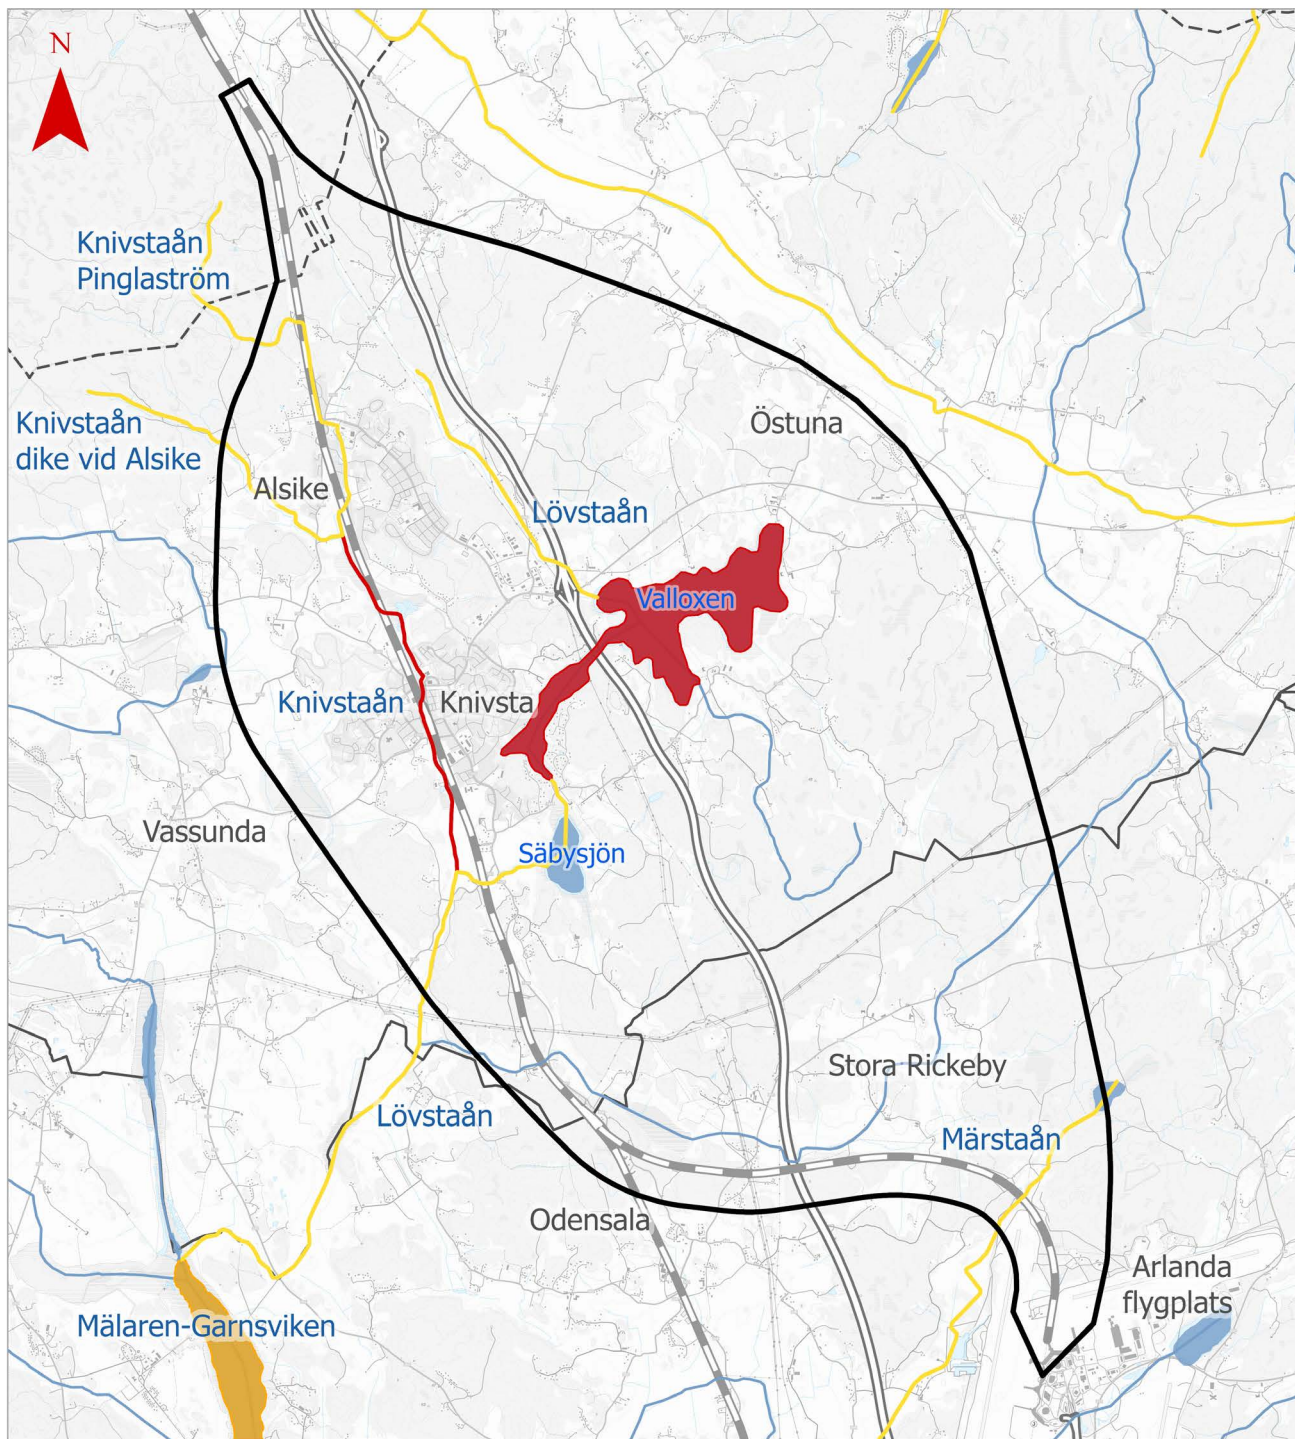 N
Knivstaån
Pinglaström
Knivstaån
dike vid Alsike
Östuna
Alsike
Lövstaån
Valloxen
Knivstaån
Knivsta
Vassunda
Säbysjön
Stora Rickeby
Lövstaån
Märstaån
Odensala
Arlanda
flygplats
Mälaren-Garnsviken